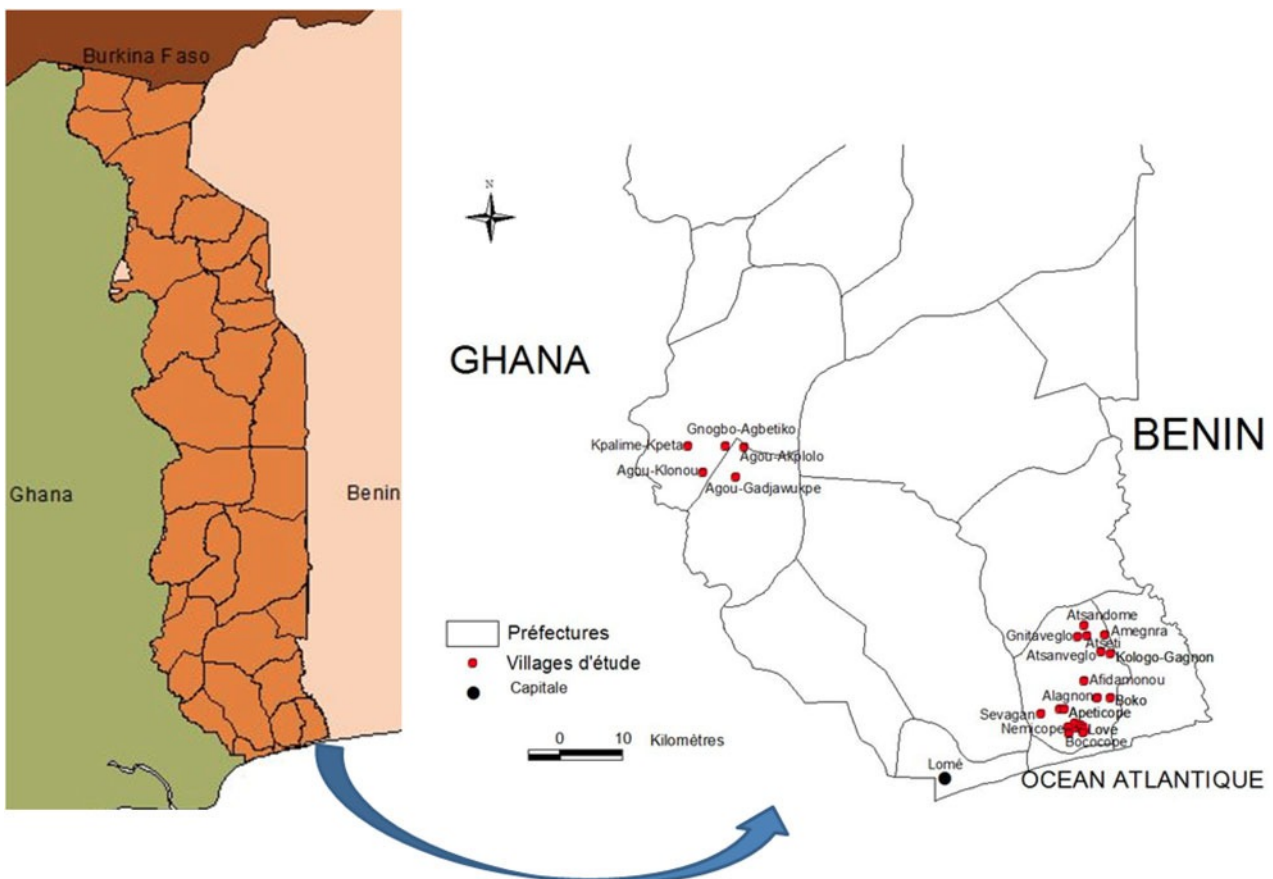 Burkina Faso
Ghana
Benin
N
GHANA
BENIN
Gnogbo-Agbetiko
Kpalime-Kpeta
Agou-Akplolo
Agou-Klonou
Agou-Gadjawukpe
Préfectures
Villages d'étude
Capitale
0 10 Kilomètres
Atsandome
Gnitaveglo
Amegnra
Atseti
Atsanveglo
Kologo-Gagnon
Afidamonou
Alagnon
Boko
Sevagan
Apeticope
Nemicope
Love
Bococope
Lomé
OCEAN ATLANTIQUE